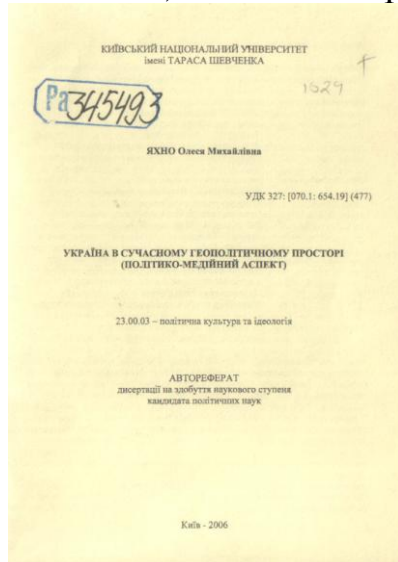 КИЇВСЬКИЙ НАЦІОНАЛЬНИЙ УНІВЕРСИТЕТ
імені ТАРАСА ШЕВЧЕНКА
1629
Ра345493
ЯХНО Олеся Михайлівна
УДК 327: [070.1: 654.19] (477)
УКРАЇНА В СУЧАСНОМУ ГЕОПОЛІТИЧНОМУ ПРОСТОРІ
(ПОЛІТИКО-МЕДІЙНИЙ АСПЕКТ)
23.00.03 – політична культура та ідеологія
АВТОРЕФЕРАТ
дисертації на здобуття наукового ступеня
кандидата політичних наук
Київ - 2006